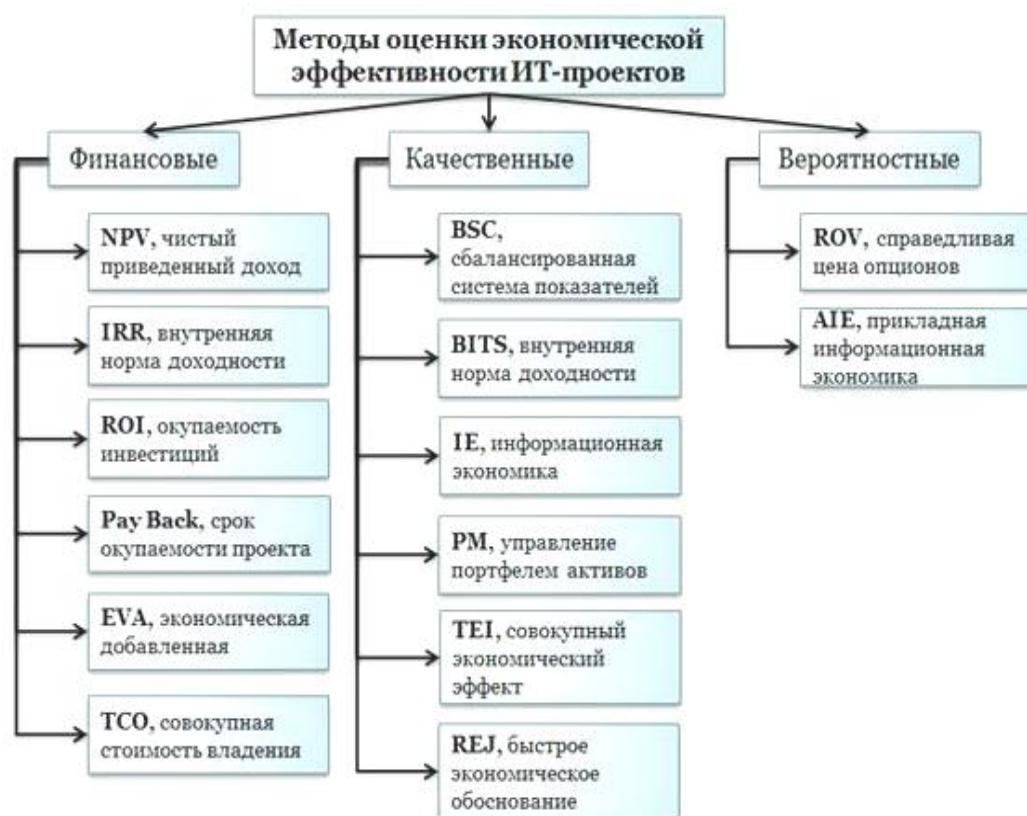 Методы оценки экономической
эффективности ИТ-проектов
Финансовые
NPV, чистый
приведенный доход
IRR, внутренняя
норма доходности
ROI, окупаемость
инвестиций
Pay Back, срок
окупаемости проекта
EVA, экономическая
добавленная
TCO, совокупная
стоимость владения
Качественные
BSC,
сбалансированная
система показателей
BITS, внутренняя
норма доходности
IE, информационная
экономика
PM, управление
портфелем активов
TEI, совокупный
экономический
эффект
REJ, быстрое
экономическое
обоснование
Вероятностные
ROV, справедливая
цена опционов
AIE, прикладная
информационная
экономика